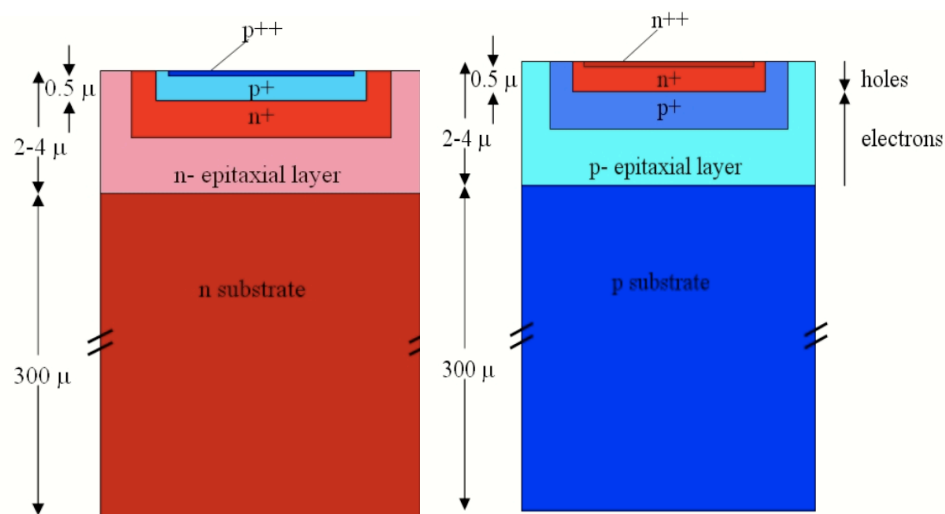 p++
0.5 μ
p+
n+
2-4 μ
n- epitaxial layer
n substrate
300 μ
n++
0.5 μ
n+
holes
p+
2-4 μ
electrons
p- epitaxial layer
p substrate
300 μ